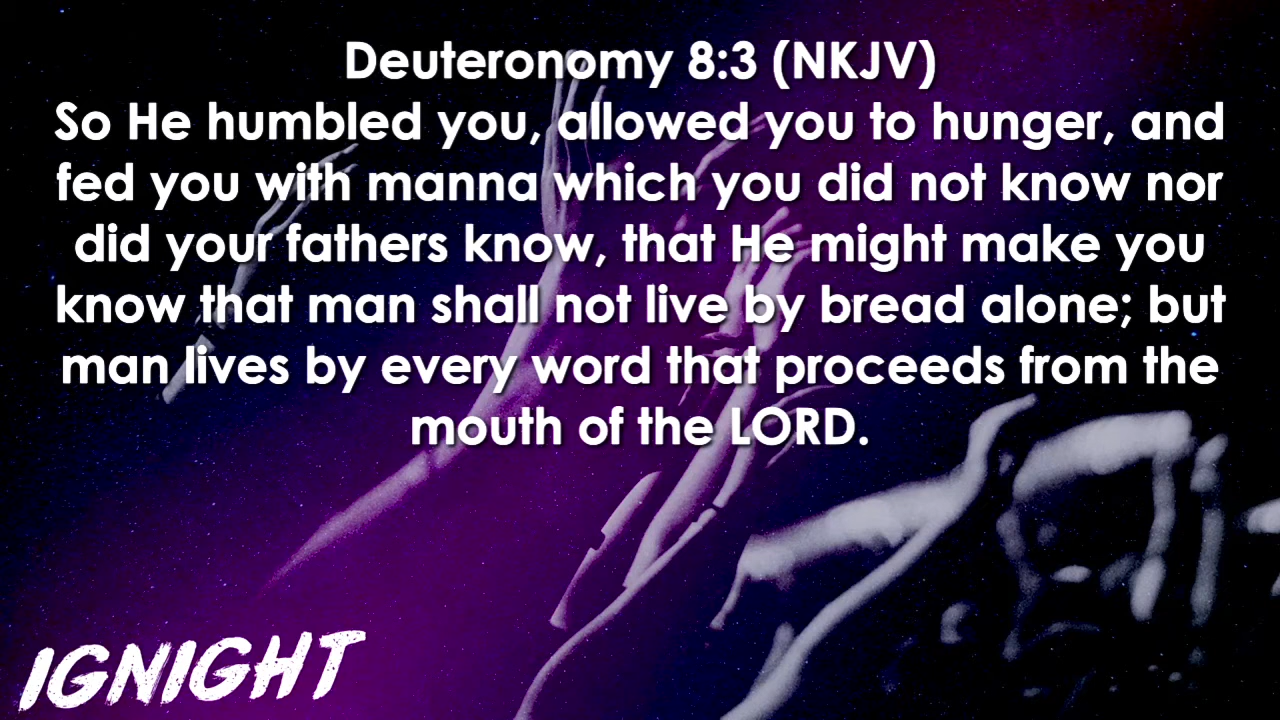 Deuteronomy 8:3 (NKJV)
So He humbled you, allowed you to hunger, and
fed you with manna which you did not know nor
did your fathers know, that He might make you
know that man shall not live by bread alone; but
man lives by every word that proceeds from the
mouth of the LORD.
IGNIGHT